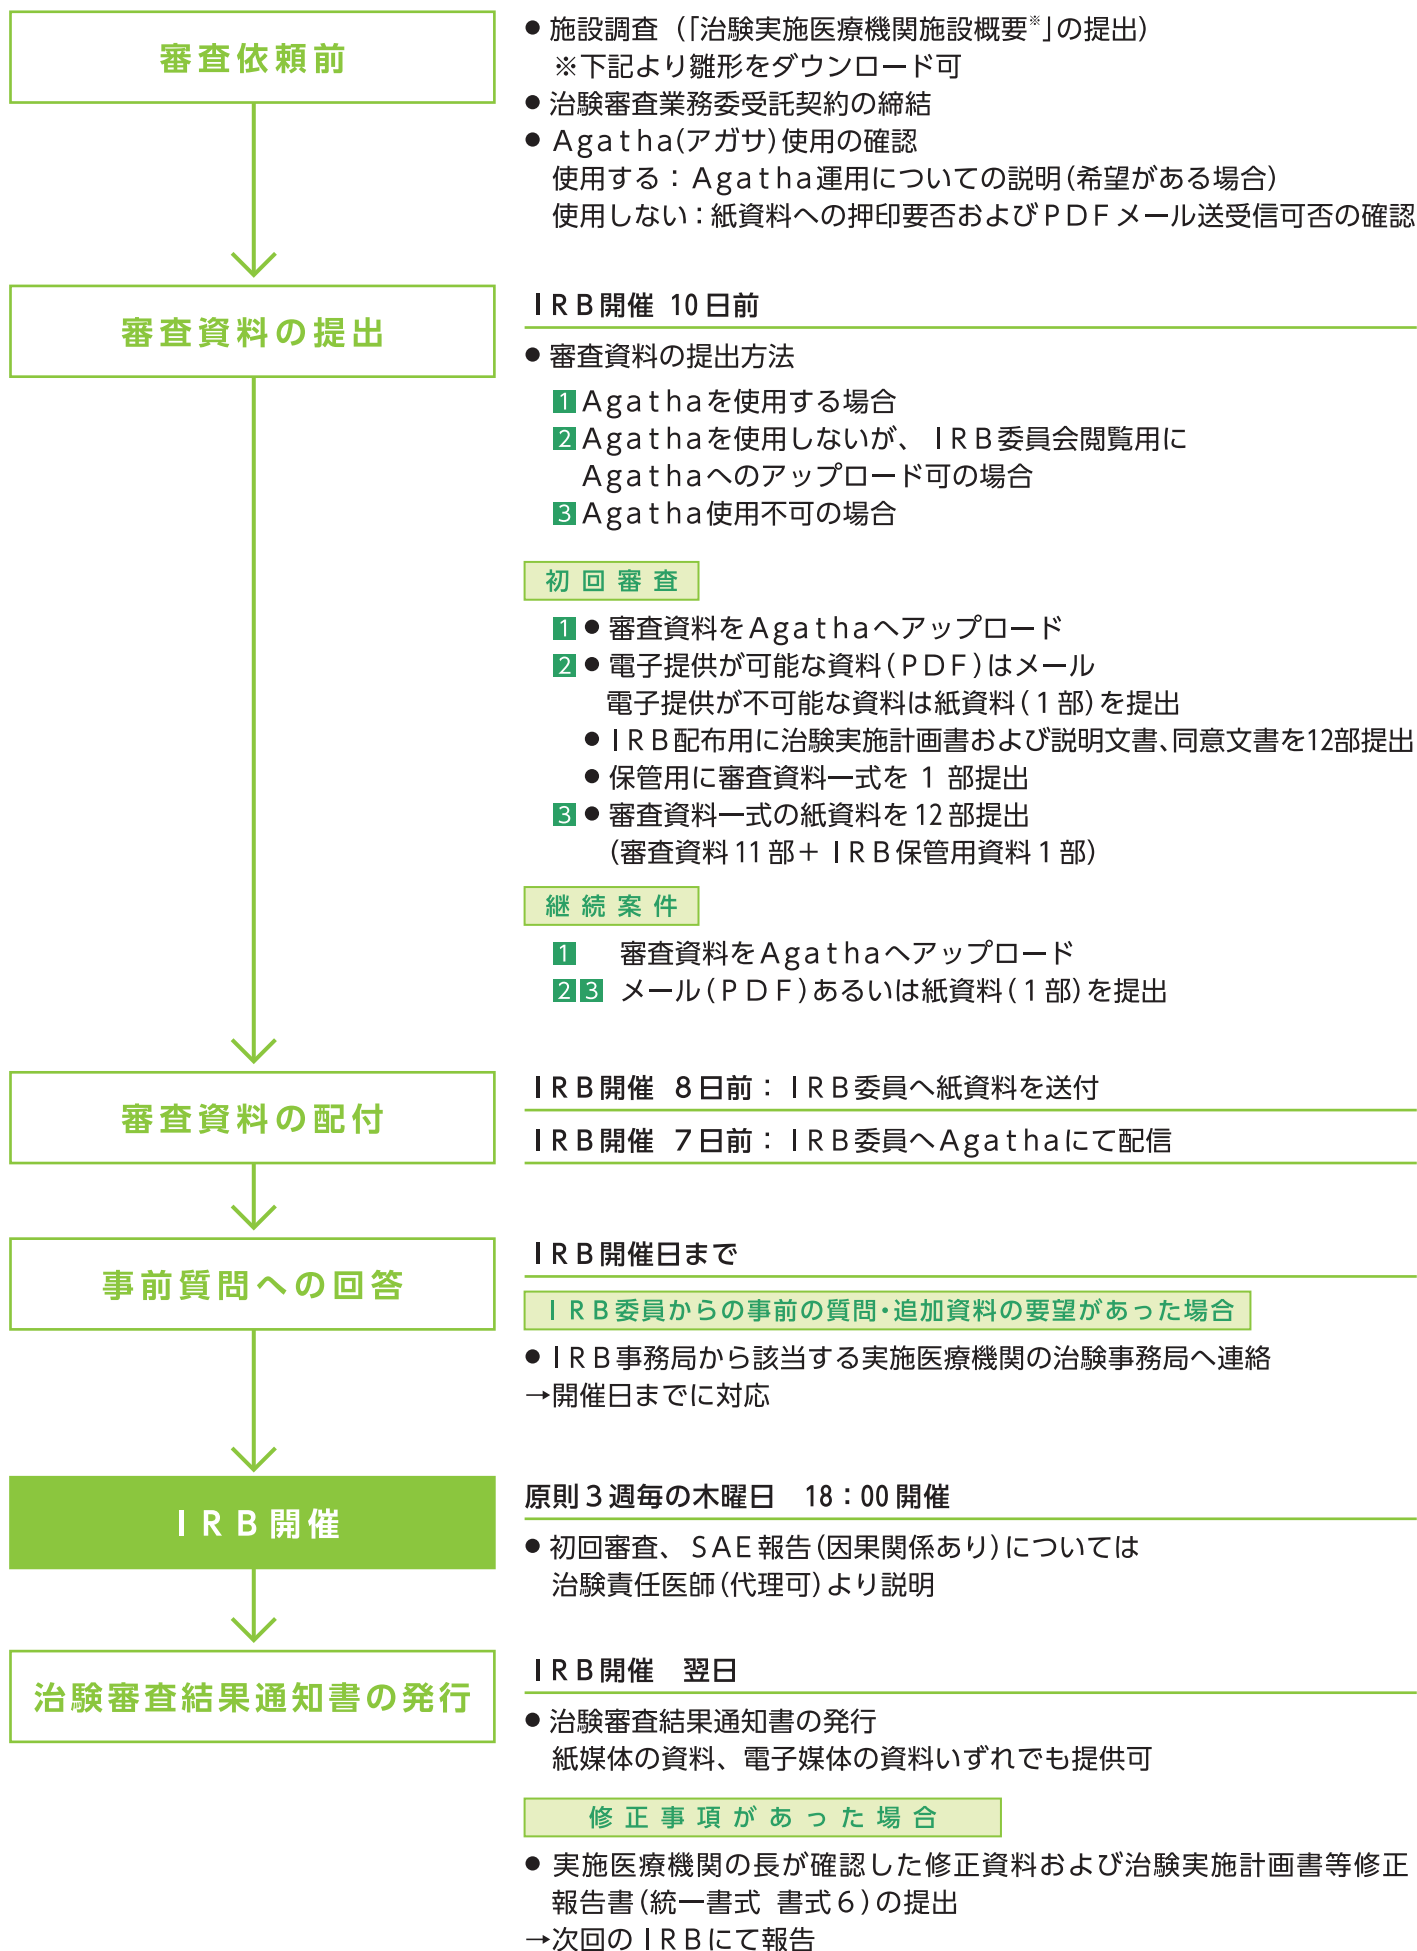 審査依頼前
● 施設調査（「治験実施医療機関施設概要※」の提出）
※下記より雛形をダウンロード可
● 治験審査業務委受託契約の締結
● Agatha（アガサ）使用の確認
使用する：Agatha運用についての説明（希望がある場合）
使用しない：紙資料への押印要否およびPDFメール送受信可否の確認
審査資料の提出
IRB開催 10日前
● 審査資料の提出方法
1 Agathaを使用する場合
2 Agathaを使用しないが、IRB委員会閲覧用に
Agathaへのアップロード可の場合
3 Agatha使用不可の場合
初回審査
1 ● 審査資料をAgathaへアップロード
2 ● 電子提供が可能な資料（PDF）はメール
電子提供が不可能な資料は紙資料（1部）を提出
● IRB配布用に治験実施計画書および説明文書、同意文書を12部提出
● 保管用に審査資料一式を 1 部提出
3 ● 審査資料一式の紙資料を12部提出
（審査資料11部＋IRB保管用資料1部）
継続案件
1 審査資料をAgathaへアップロード
2 3 メール（PDF）あるいは紙資料（1部）を提出
審査資料の配付
IRB開催 8日前：IRB委員へ紙資料を送付
IRB開催 7日前：IRB委員へAgathaにて配信
事前質問への回答
IRB開催日まで
IRB委員からの事前の質問・追加資料の要望があった場合
● IRB事務局から該当する実施医療機関の治験事務局へ連絡
→開催日までに対応
IRB開催
原則3週毎の木曜日 18：00開催
● 初回審査、SAE報告（因果関係あり）については
治験責任医師（代理可）より説明
治験審査結果通知書の発行
IRB開催 翌日
● 治験審査結果通知書の発行
紙媒体の資料、電子媒体の資料いずれでも提供可
修正事項があった場合
● 実施医療機関の長が確認した修正資料および治験実施計画書等修正
報告書（統一書式 書式6）の提出
→次回のIRBにて報告